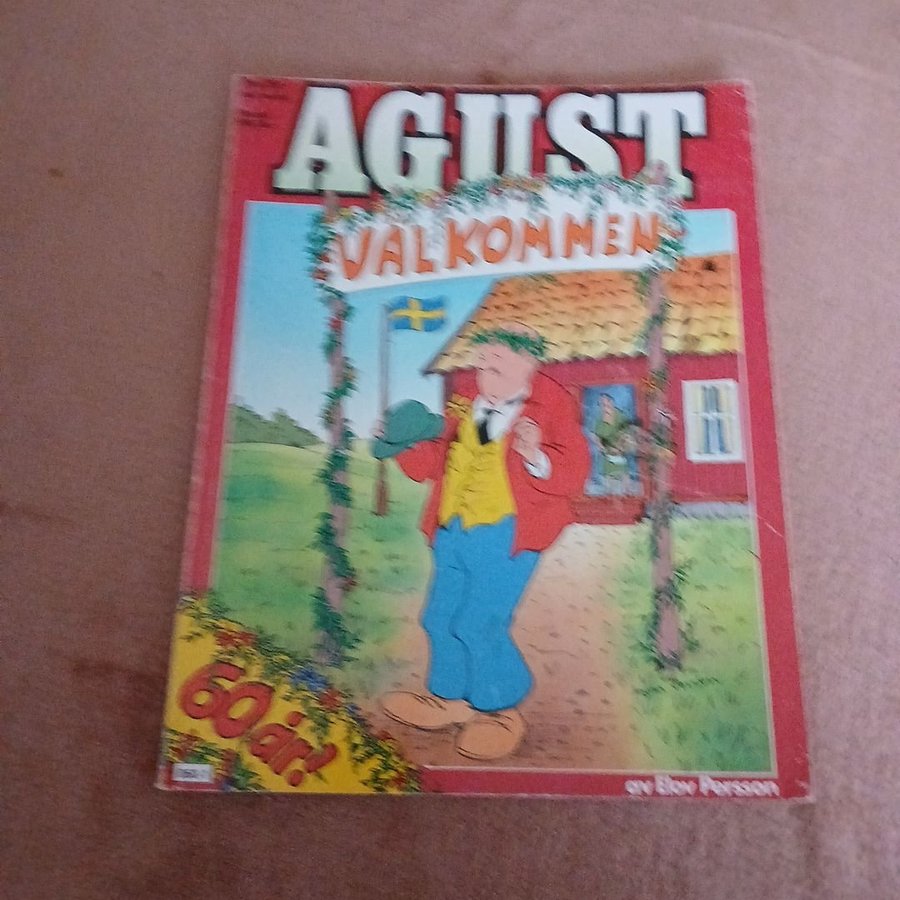 AGUST
VALKOMMEN
60 år!
av Elov Persson